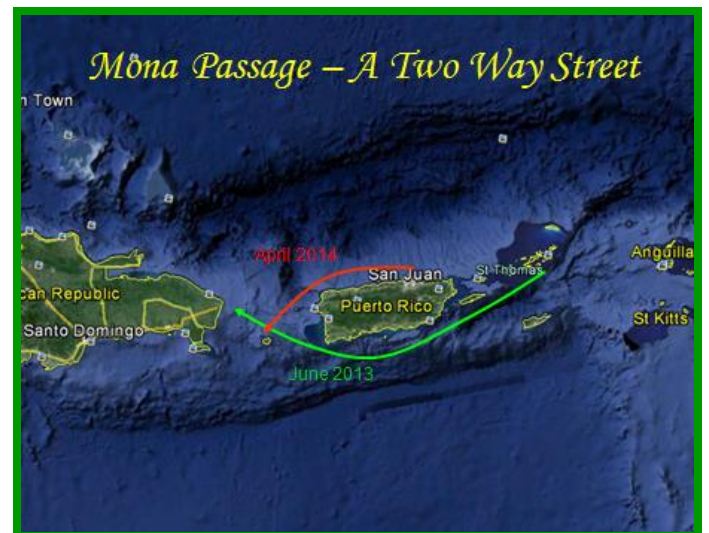 Mona Passage – A Two Way Street
n Town
April 2014
San Juan
St Thomas
Anguilla
can Republic
Puerto Rico
St Kitts
Santo Domingo
June 2013